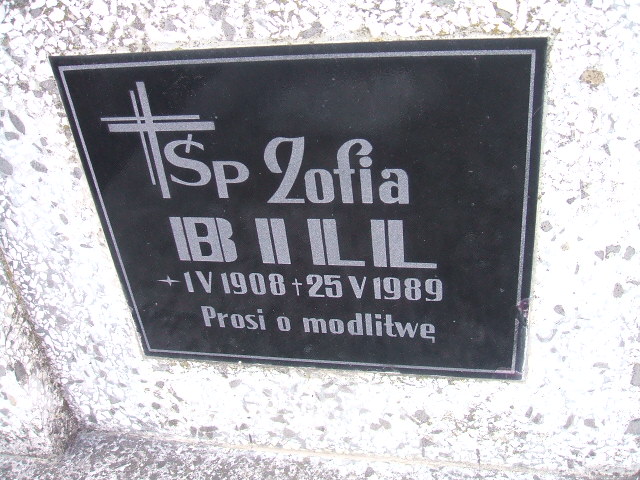 Śp Zofia
BILL
1 V 1908 + 25 V 1989
Prosi o modlitwę